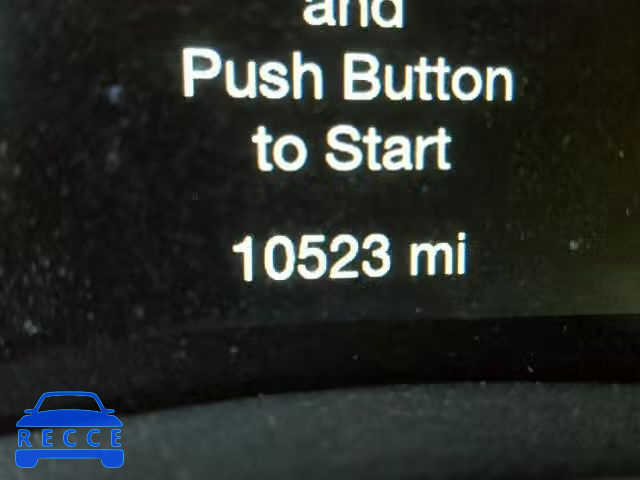 and
Push Button
to Start
10523 mi
RECCE